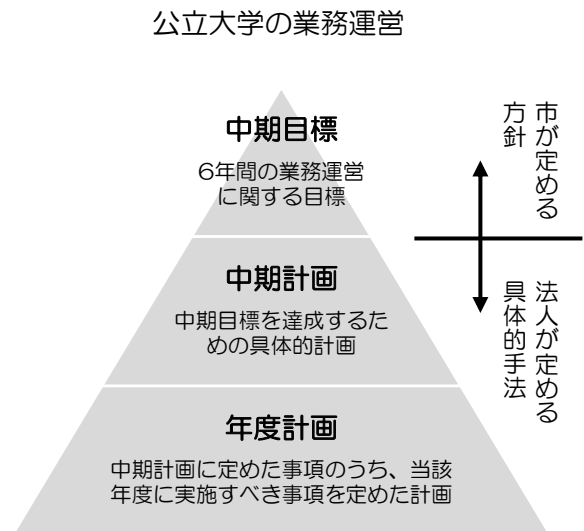 公立大学の業務運営
中期目標
6年間の業務運営
に関する目標
中期計画
中期目標を達成するた
めの具体的計画
年度計画
中期計画に定めた事項のうち、当該
年度に実施すべき事項を定めた計画
市が定める
方針
法人が定める
具体的手法